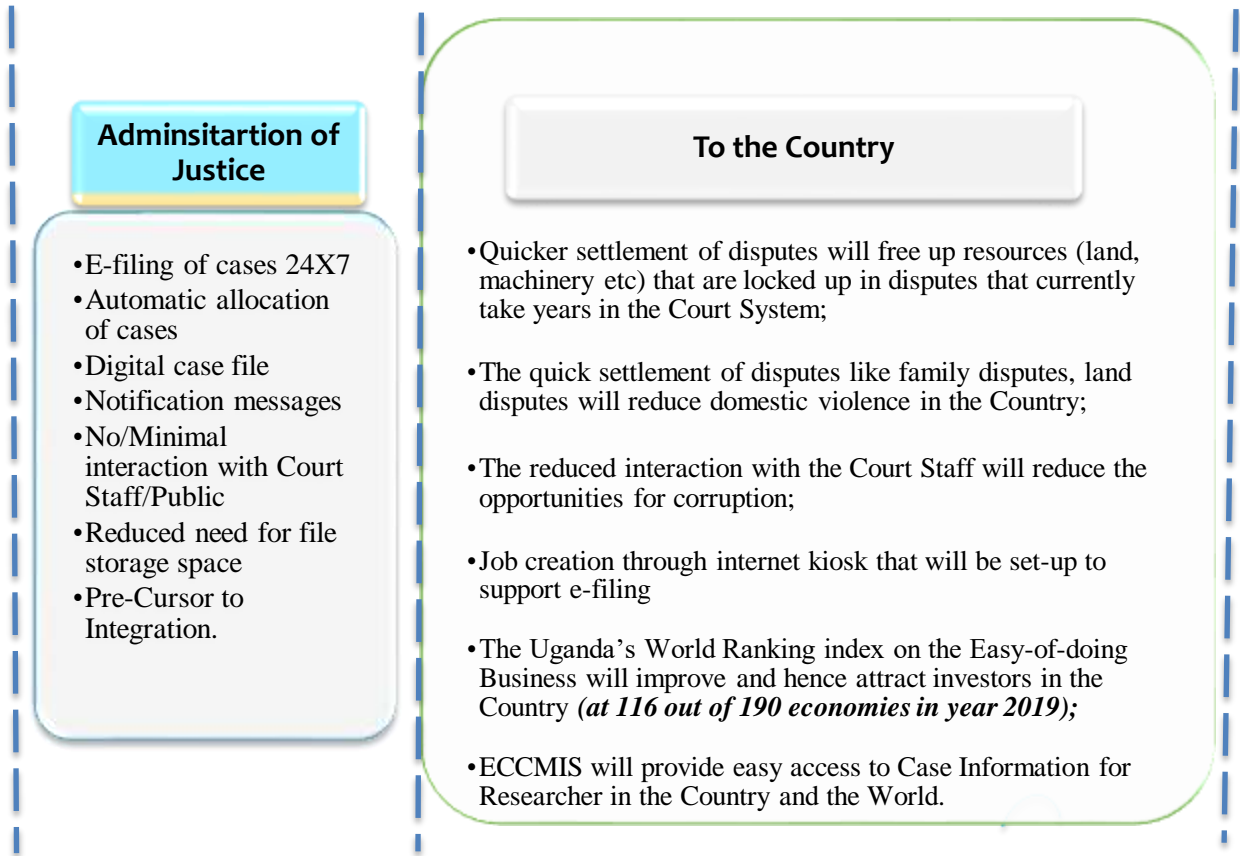 Adminsitartion of
Justice
•E-filing of cases 24X7
•Automatic allocation
of cases
•Digital case file
•Notification messages
•No/Minimal
interaction with Court
Staff/Public
•Reduced need for file
storage space
•Pre-Cursor to
Integration.
To the Country
•Quicker settlement of disputes will free up resources (land,
machinery etc) that are locked up in disputes that currently
take years in the Court System;
•The quick settlement of disputes like family disputes, land
disputes will reduce domestic violence in the Country;
•The reduced interaction with the Court Staff will reduce the
opportunities for corruption;
•Job creation through internet kiosk that will be set-up to
support e-filing
•The Uganda’s World Ranking index on the Easy-of-doing
Business will improve and hence attract investors in the
Country (at 116 out of 190 economies in year 2019);
•ECCMIS will provide easy access to Case Information for
Researcher in the Country and the World.